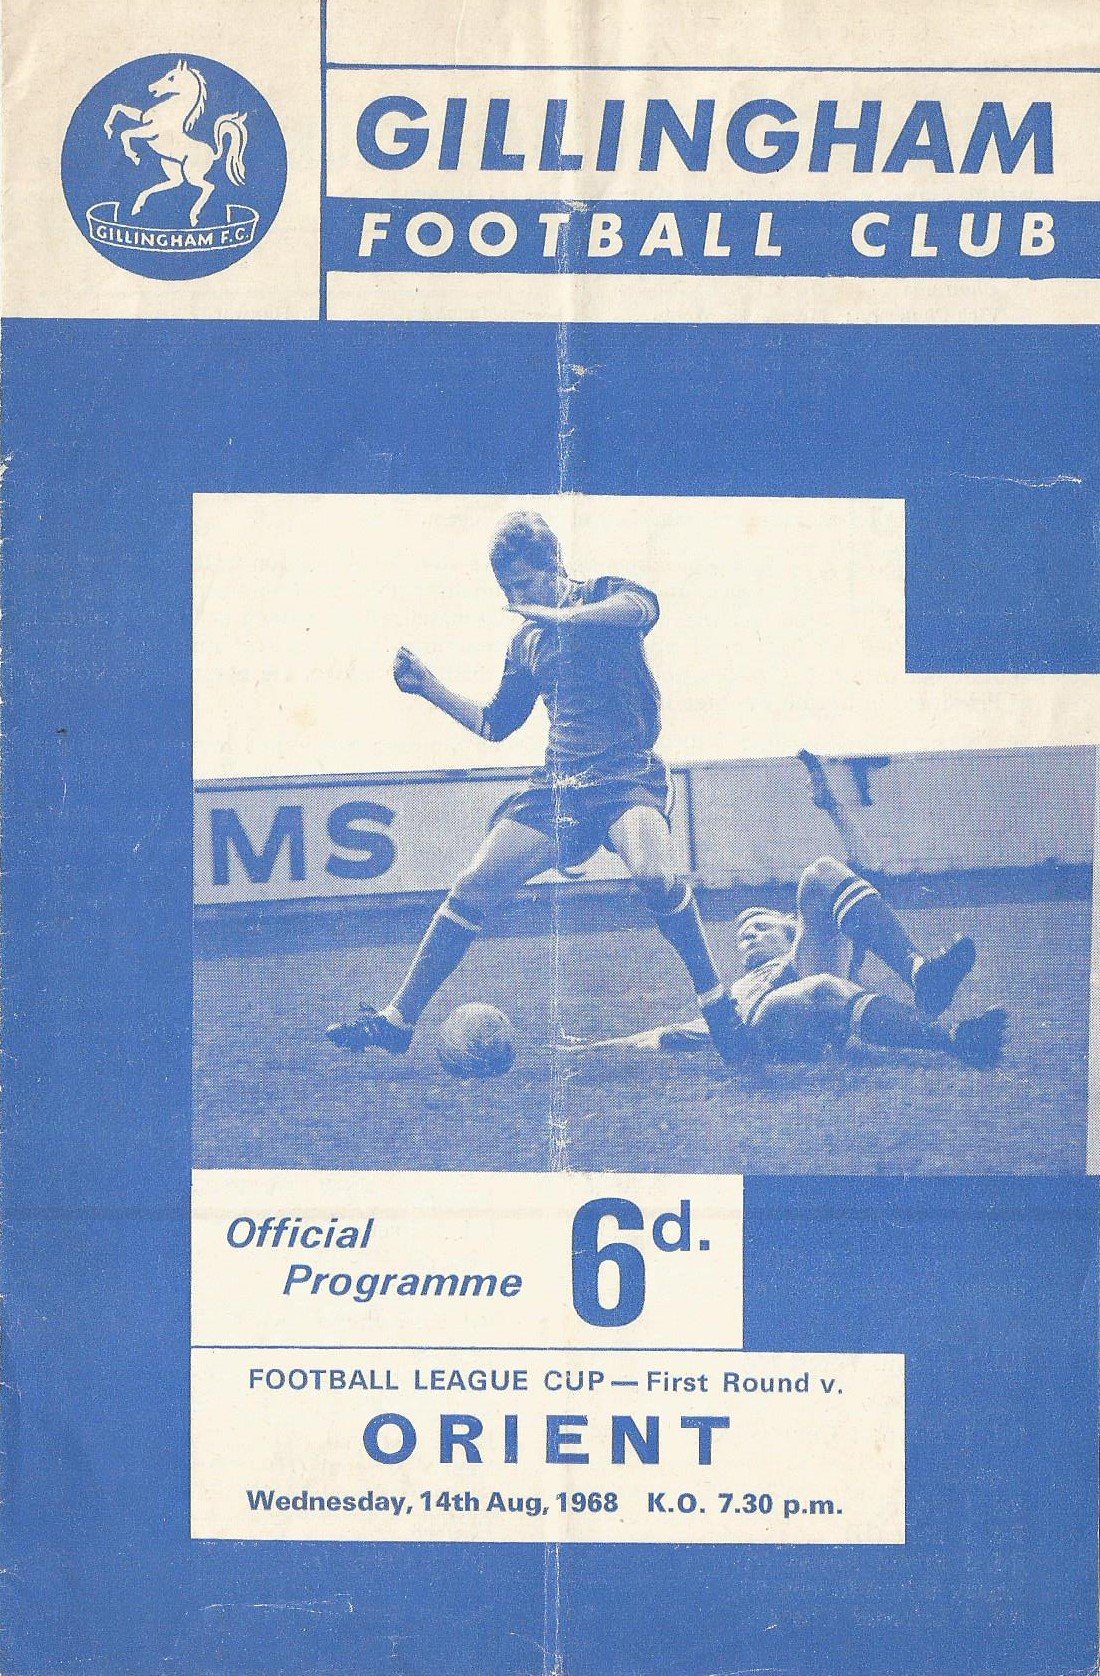 GILLINGHAM F.C.
GILLINGHAM
FOOTBALL CLUB
MS
Official
Programme
6d.
FOOTBALL LEAGUE CUP — First Round v.
ORIENT
Wednesday, 14th Aug, 1968 K.O. 7.30 p.m.